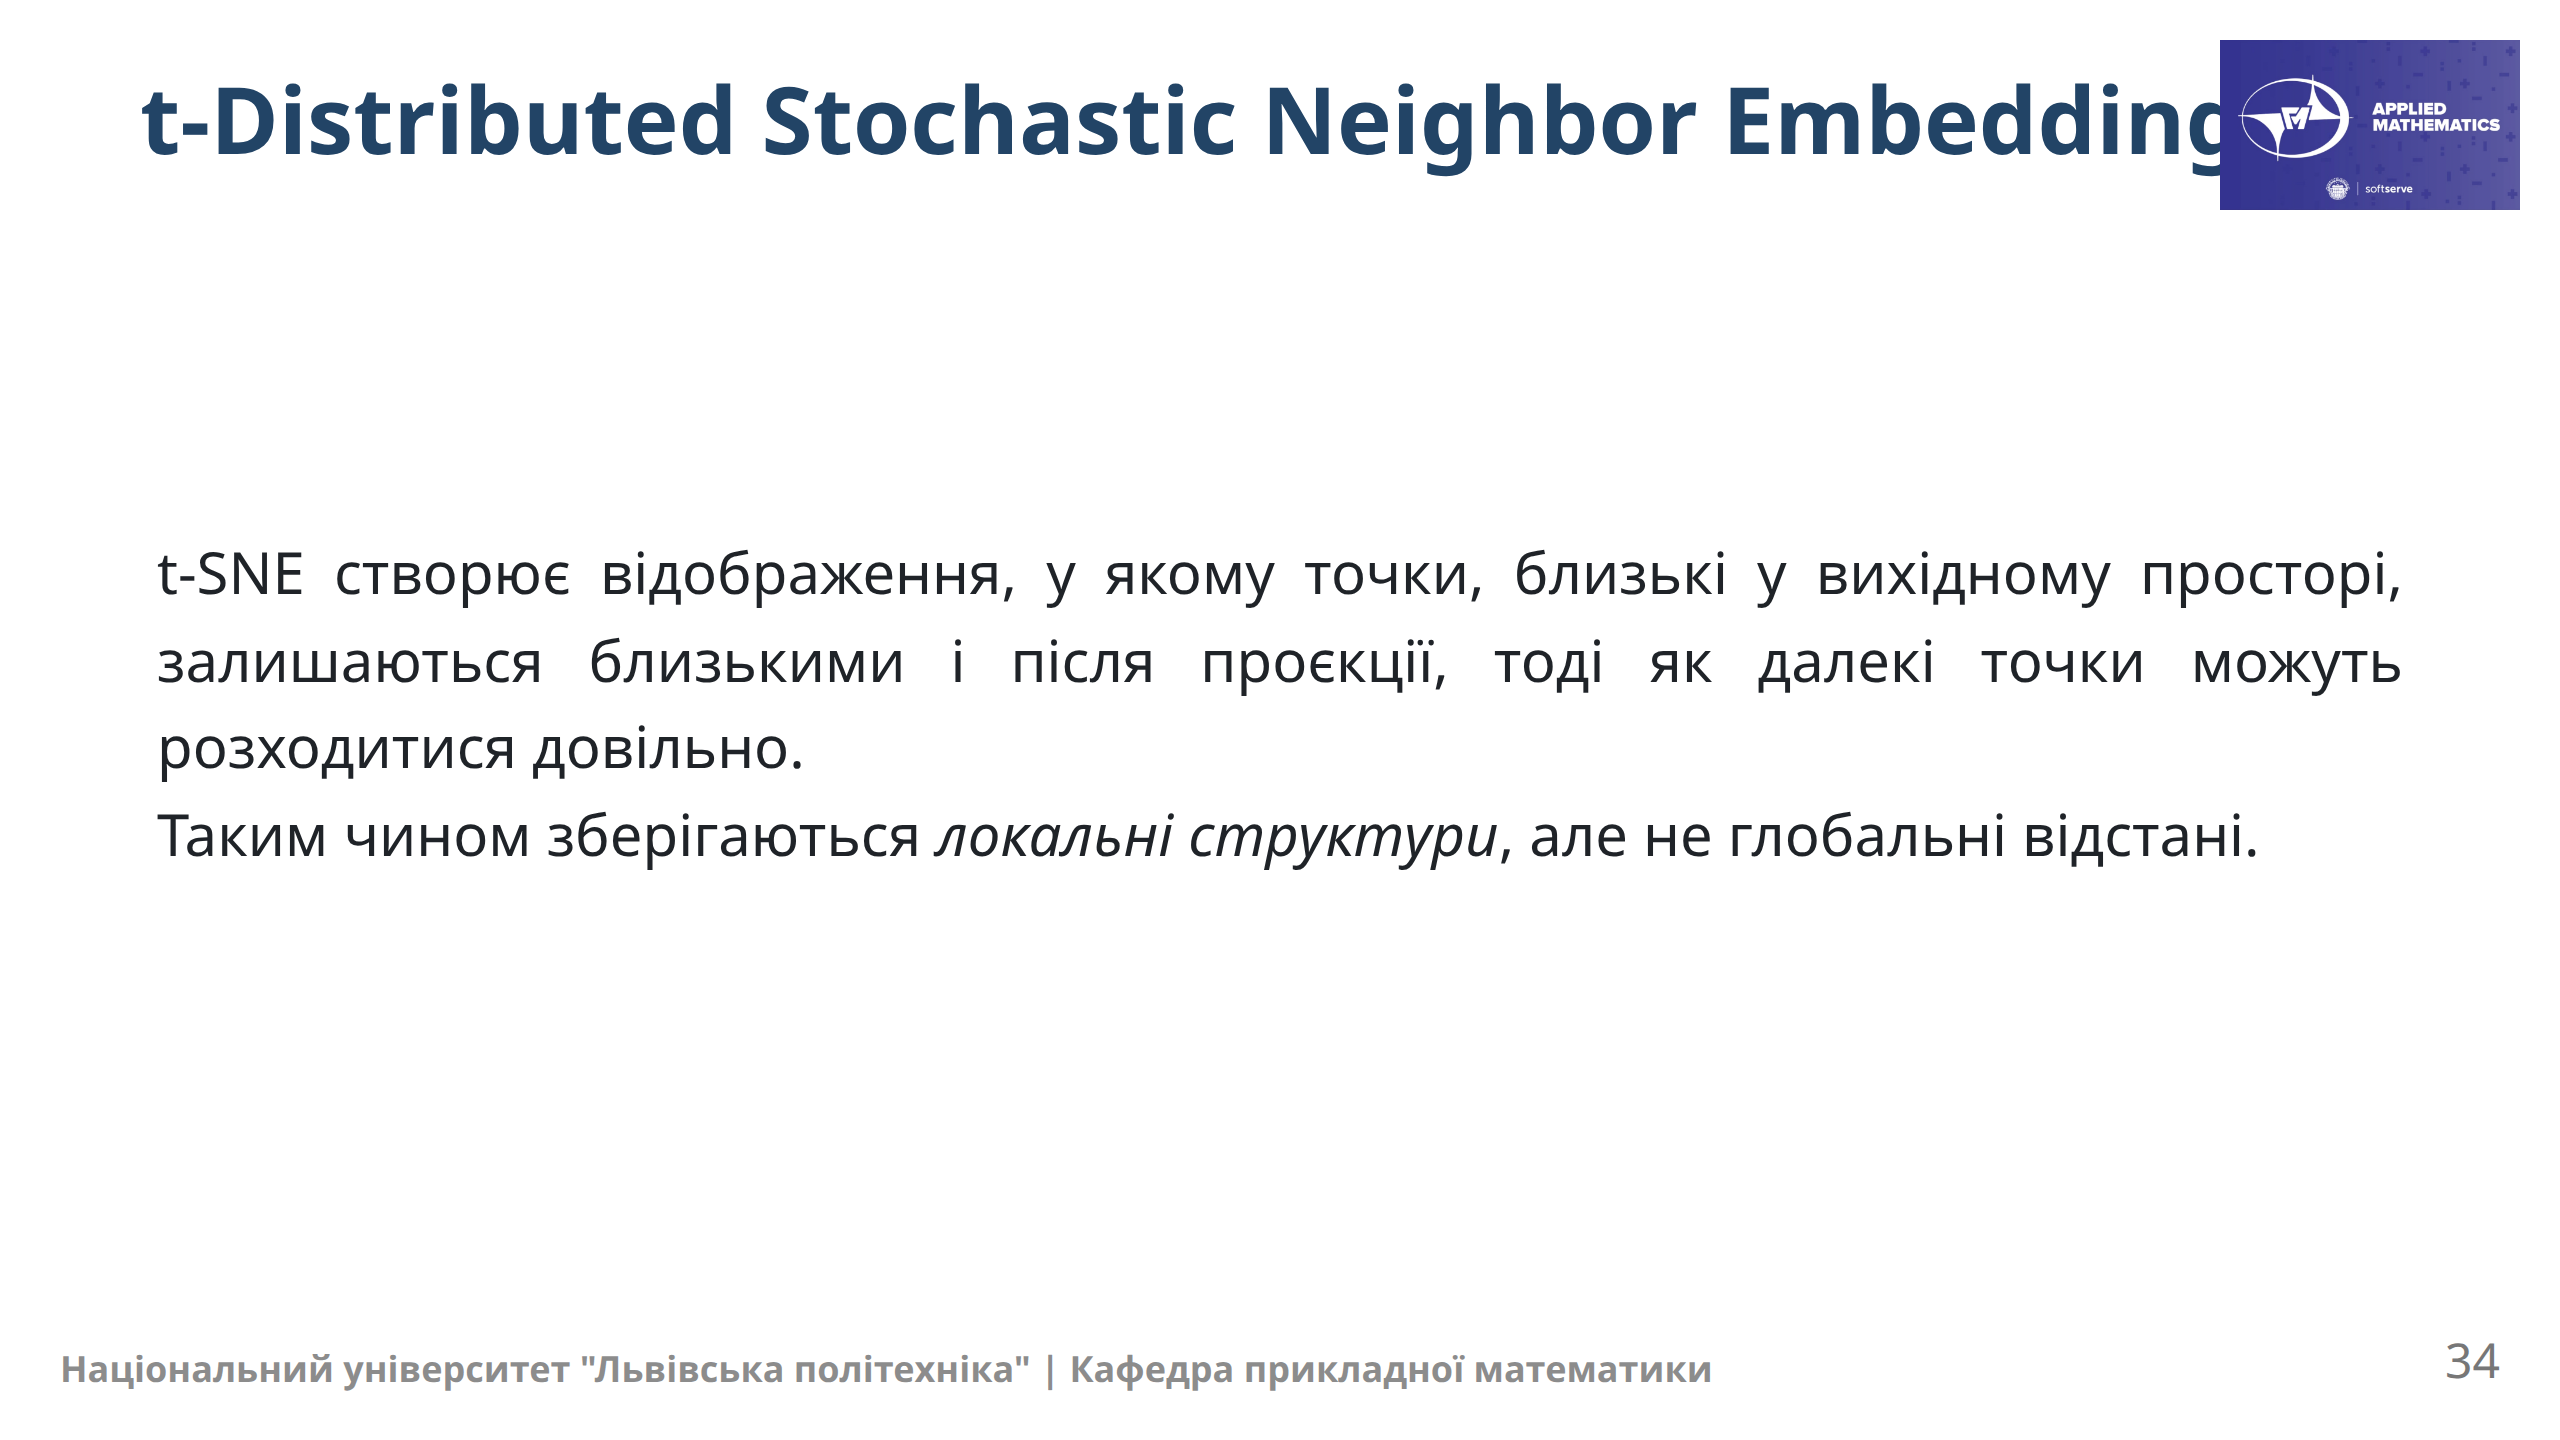 t-Distributed Stochastic Neighbor Embedding
APPLIED
MATHEMATICS
softserve
t-SNE створює відображення, у якому точки, близькі у вихідному просторі,
залишаються близькими і після проєкції, тоді як далекі точки можуть
розходитися довільно.
Таким чином зберігаються локальні структури, але не глобальні відстані.
Національний університет "Львівська політехніка" | Кафедра прикладної математики
34